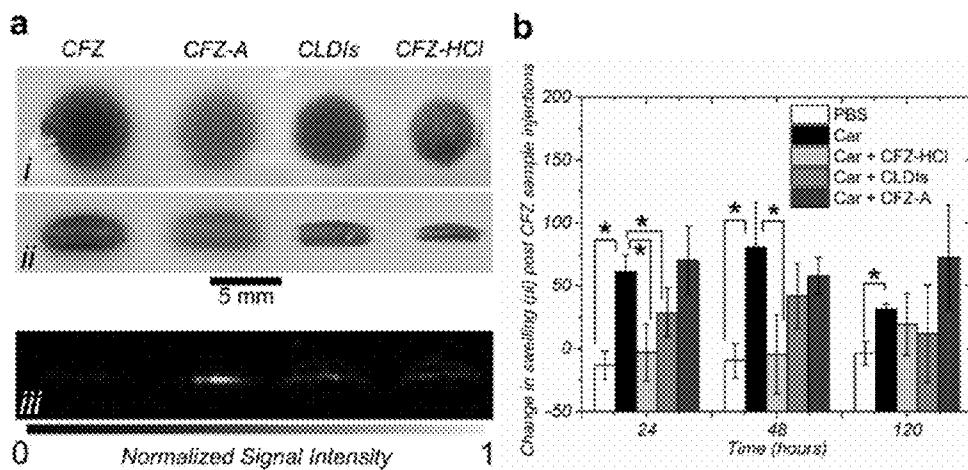 a
CFZ CFZ-A CLDIs CFZ-HCl
i
ii
5 mm
iii
0 Normalized Signal Intensity 1
b
Change in swelling (μl) post CFZ sample injections
200
150
100
50
0
-50
PBS
Car
Car + CFZ-HCl
Car + CLDIs
Car + CFZ-A
* * * * * * *
24 48 120
Time (hours)